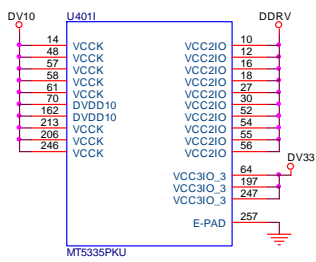 DV10 U401I DDRV
14 VCCK VCC2IO 10
48 VCCK VCC2IO 12
57 VCCK VCC2IO 16
58 VCCK VCC2IO 18
61 VCCK VCC2IO 27
70 DVDD10 VCC2IO 30
162 DVDD10 VCC2IO 52
213 VCCK VCC2IO 54
206 VCCK VCC2IO 55
246 VCCK VCC2IO 56
DV33
VCC3IO_3 64
VCC3IO_3 197
VCC3IO_3 247
E-PAD 257
MT5335PKU